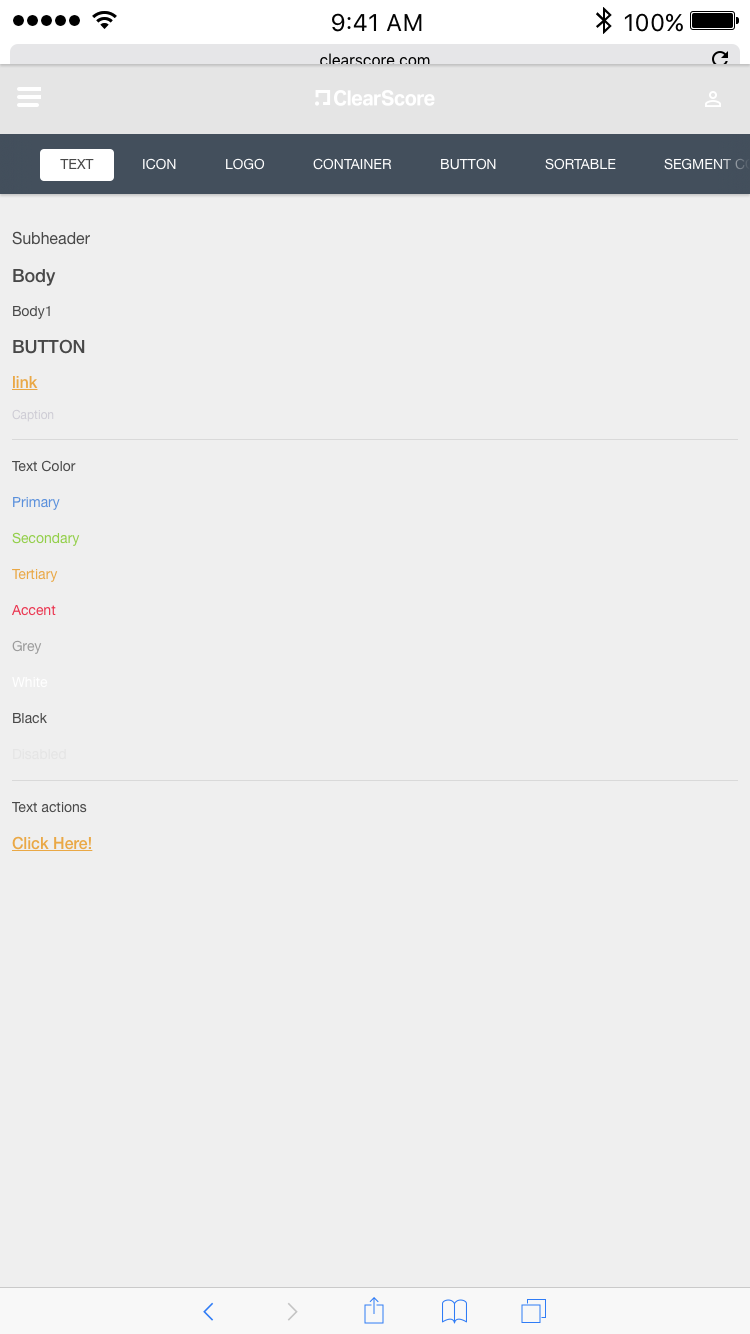 9:41 AM
100%
clearscore.com
ClearScore
TEXT ICON LOGO CONTAINER BUTTON SORTABLE SEGMENT
Subheader
Body
Body1
BUTTON
link
Caption
Text Color
Primary
Secondary
Tertiary
Accent
Grey
White
Black
Disabled
Text actions
Click Here!